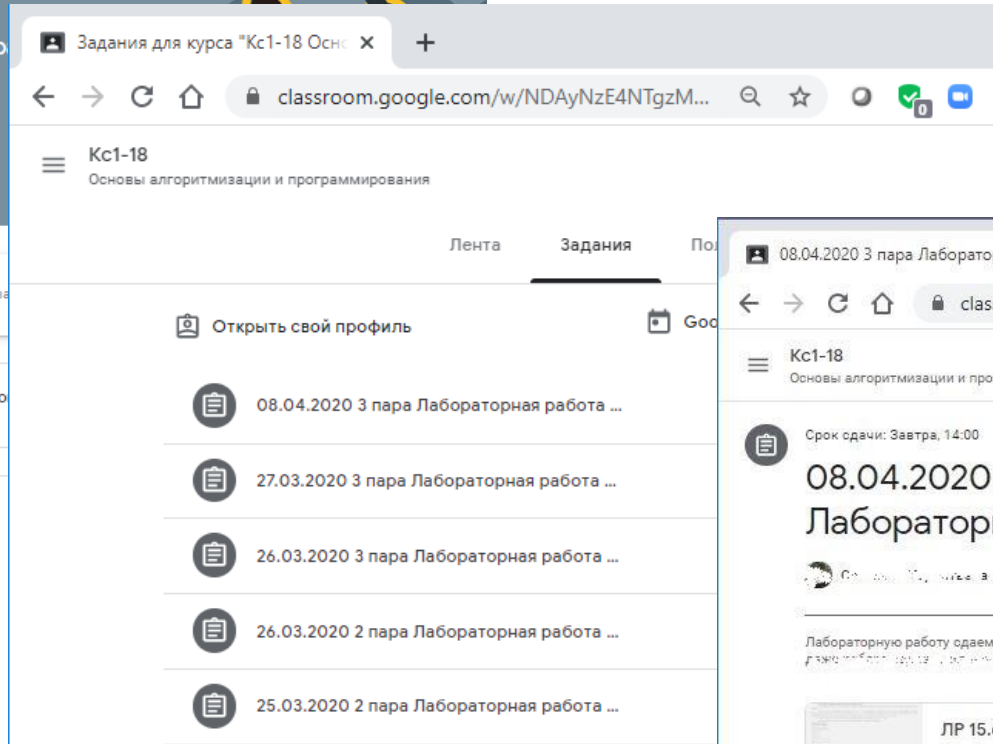 Задания для курса "Кс1-18 Осно
classroom.google.com/w/NDAyNzE4NTgzM...
0
Кс1-18
Основы алгоритмизации и программирования
Лента
Задания
Открыть свой профиль
08.04.2020 3 пара Лабораторная работа ...
27.03.2020 3 пара Лабораторная работа ...
26.03.2020 3 пара Лабораторная работа ...
26.03.2020 2 пара Лабораторная работа ...
25.03.2020 2 пара Лабораторная работа ...
08.04.2020 3 пара Лаборато
clas
Кс1-18
Основы алгоритмизации и про
Срок сдачи: Завтра, 14:00
08.04.2020
Лаборатор
Лабораторную работу сдаем
ЛР 15.